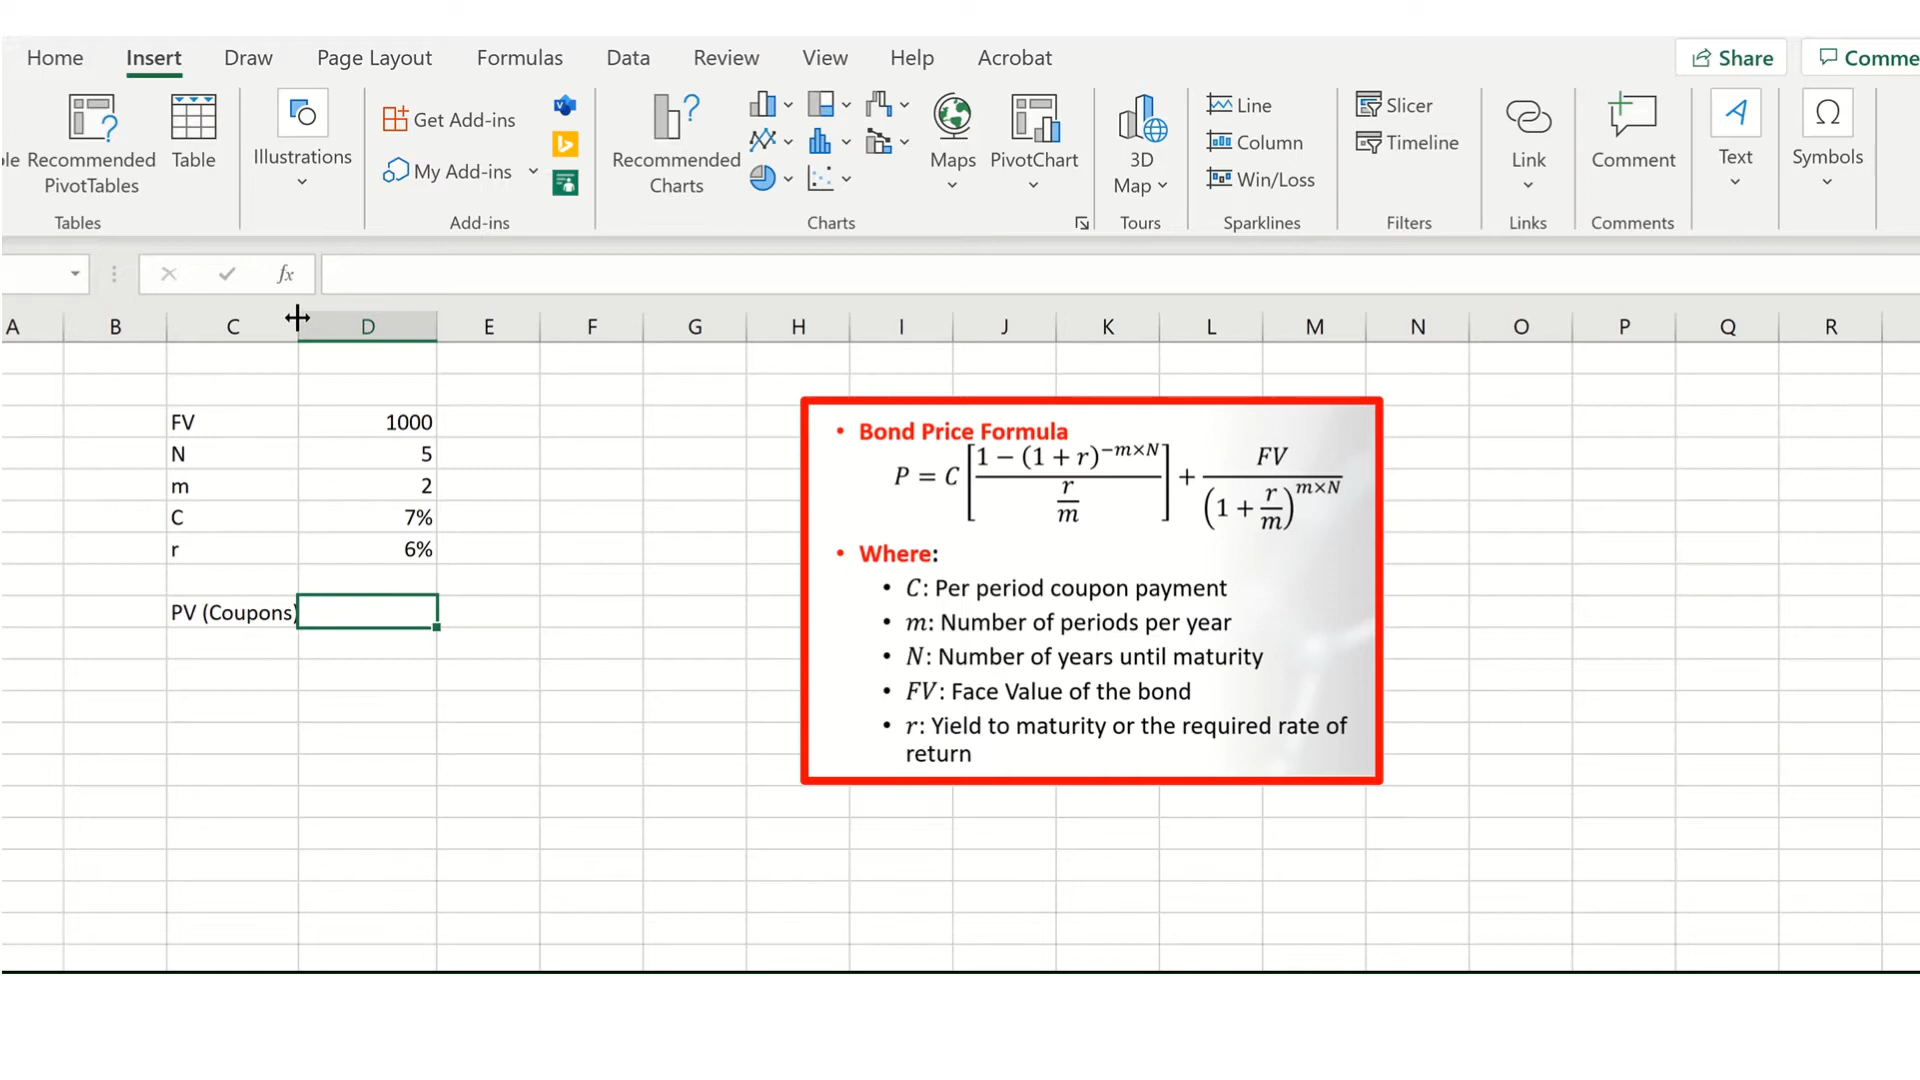 Home Insert Draw Page Layout Formulas Data Review View Help Acrobat Share Comme
le Recommended PivotTables
Table
Illustrations
Get Add-ins
My Add-ins
Recommended Charts
Maps
PivotChart
3D Map
Line
Column
Win/Loss
Slicer
Timeline
Link
Comment
Text
Symbols
Tables Add-ins Charts Tours Sparklines Filters Links Comments
fx
A B C D E F G H I J K L M N O P Q R
FV 1000
N 5
m 2
C 7%
r 6%
PV (Coupons)
• Bond Price Formula
P = C [ (1 − (1 + r)^{−m×N}) / (r/m) ] + FV / (1 + r/m)^{m×N}
• Where:
• C: Per period coupon payment
• m: Number of periods per year
• N: Number of years until maturity
• FV: Face Value of the bond
• r: Yield to maturity or the required rate of
return